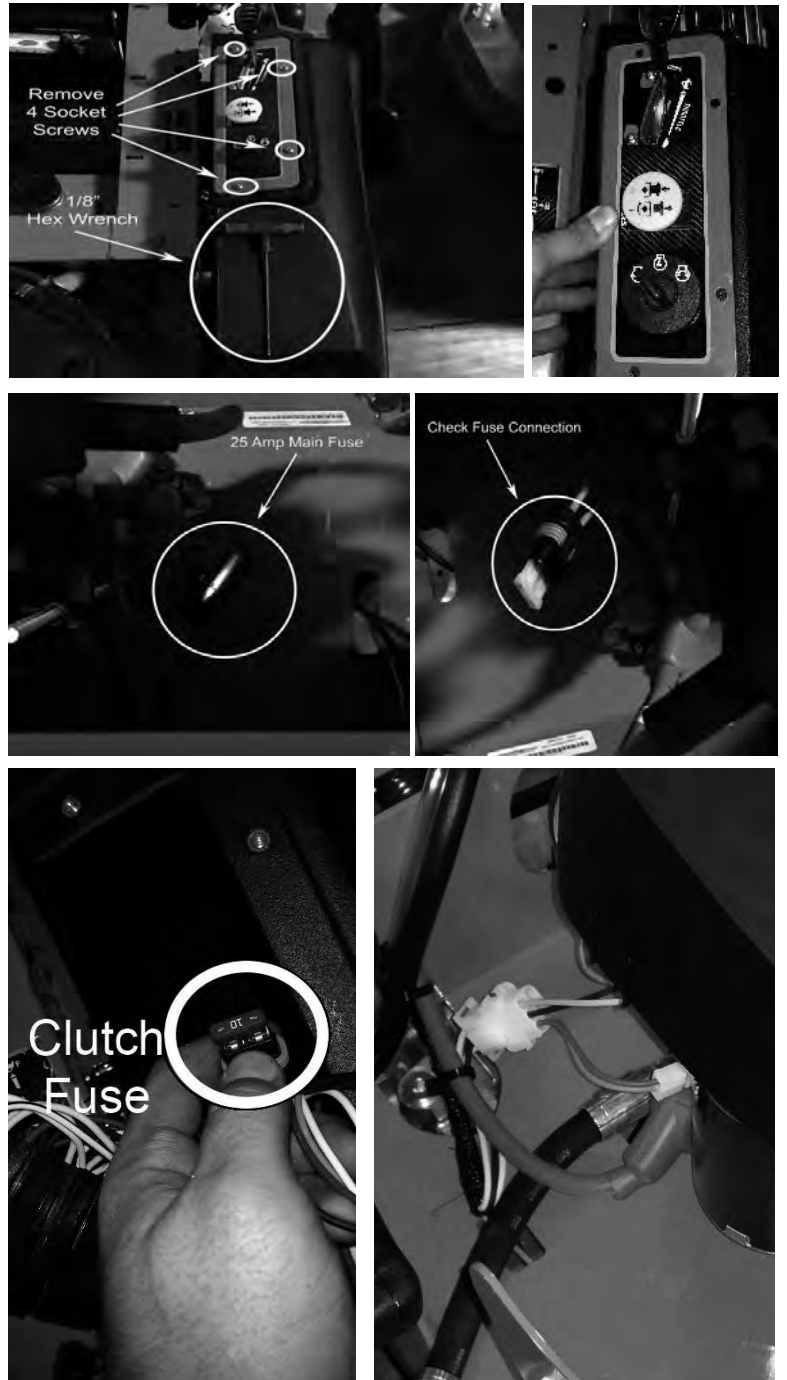 Remove
4 Socket
Screws
1/8"
Hex Wrench
25 Amp Main Fuse
Check Fuse Connection
Clutch
Fuse
10